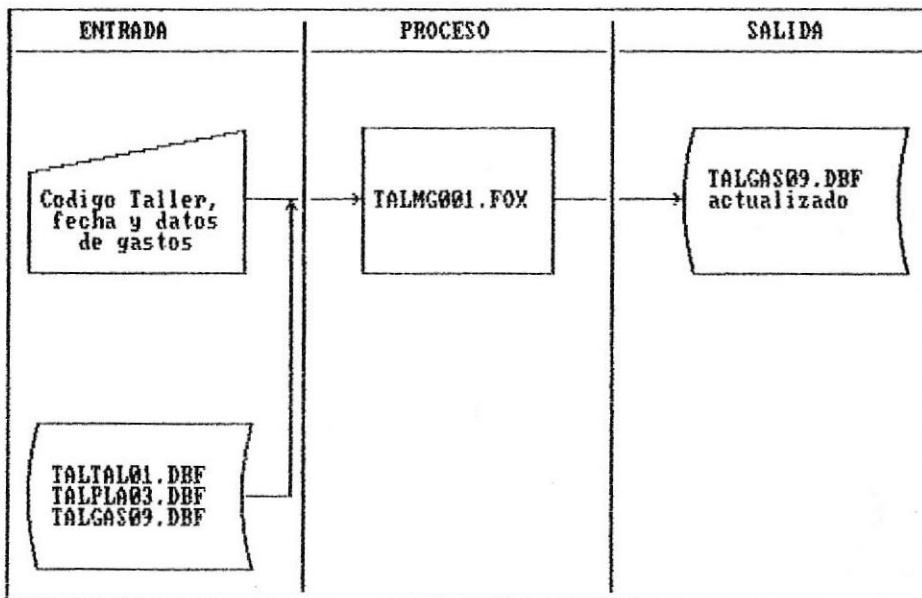 ENTRADA
PROCESO
SALIDA
Codigo Taller,
fecha y datos
de gastos
TALMG001.FOX
TALGAS09.DBF
actualizado
TALTAL01.DBF
TALPLA03.DBF
TALGAS09.DBF